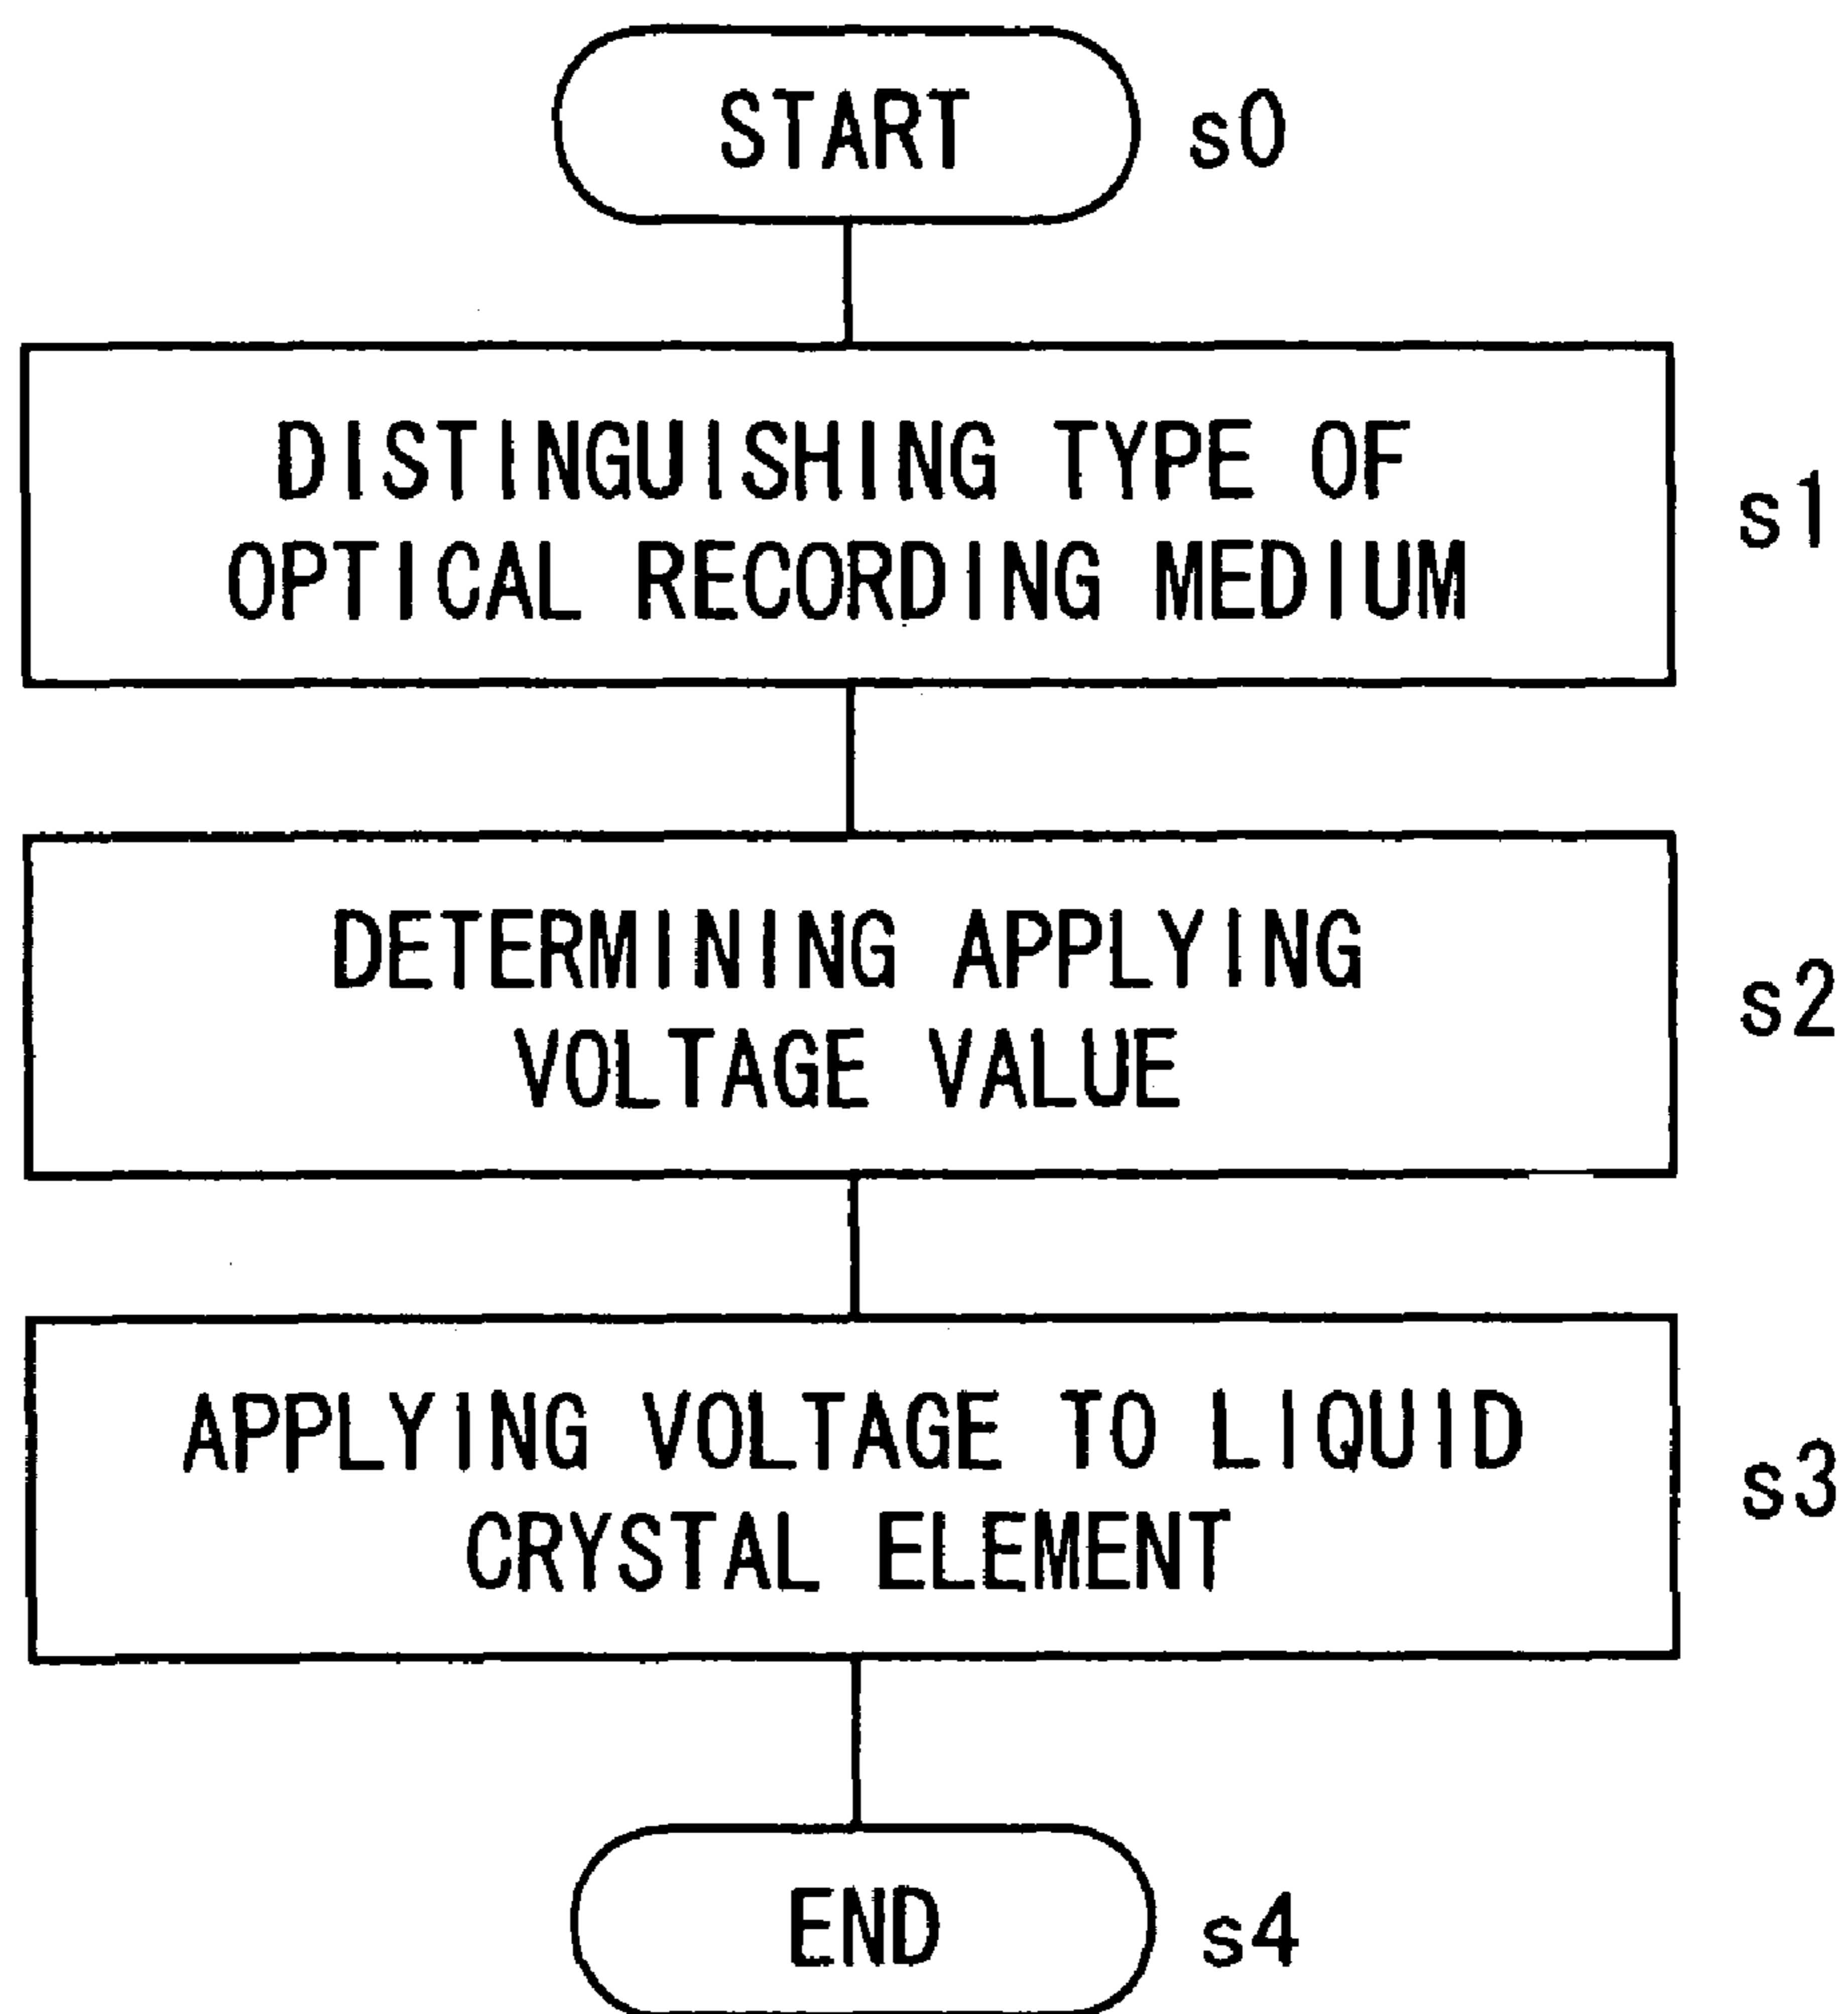 START s0
DISTINGUISHING TYPE OF
OPTICAL RECORDING MEDIUM
s1
DETERMINING APPLYING
VOLTAGE VALUE
s2
APPLYING VOLTAGE TO LIQUID
CRYSTAL ELEMENT
s3
END s4